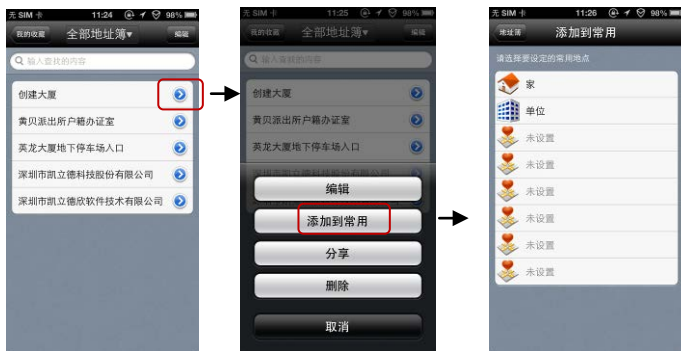 无 SIM 卡 11:24 98%
我的收藏 全部地址簿▾ 编辑
输入查找的内容
创建大厦
黄贝派出所户籍办证室
英龙大厦地下停车场入口
深圳市凯立德科技股份有限公司
深圳市凯立德欣软件技术有限公司
无 SIM 卡 11:25 98%
我的收藏 全部地址簿▾ 编辑
输入查找的内容
创建大厦
黄贝派出所户籍办证室
英龙大厦地下停车场入口
编辑
添加到常用
分享
删除
取消
无 SIM 卡 11:26 98%
地址簿 添加到常用
请选择要设定的常用地点
家
单位
未设置
未设置
未设置
未设置
未设置
未设置